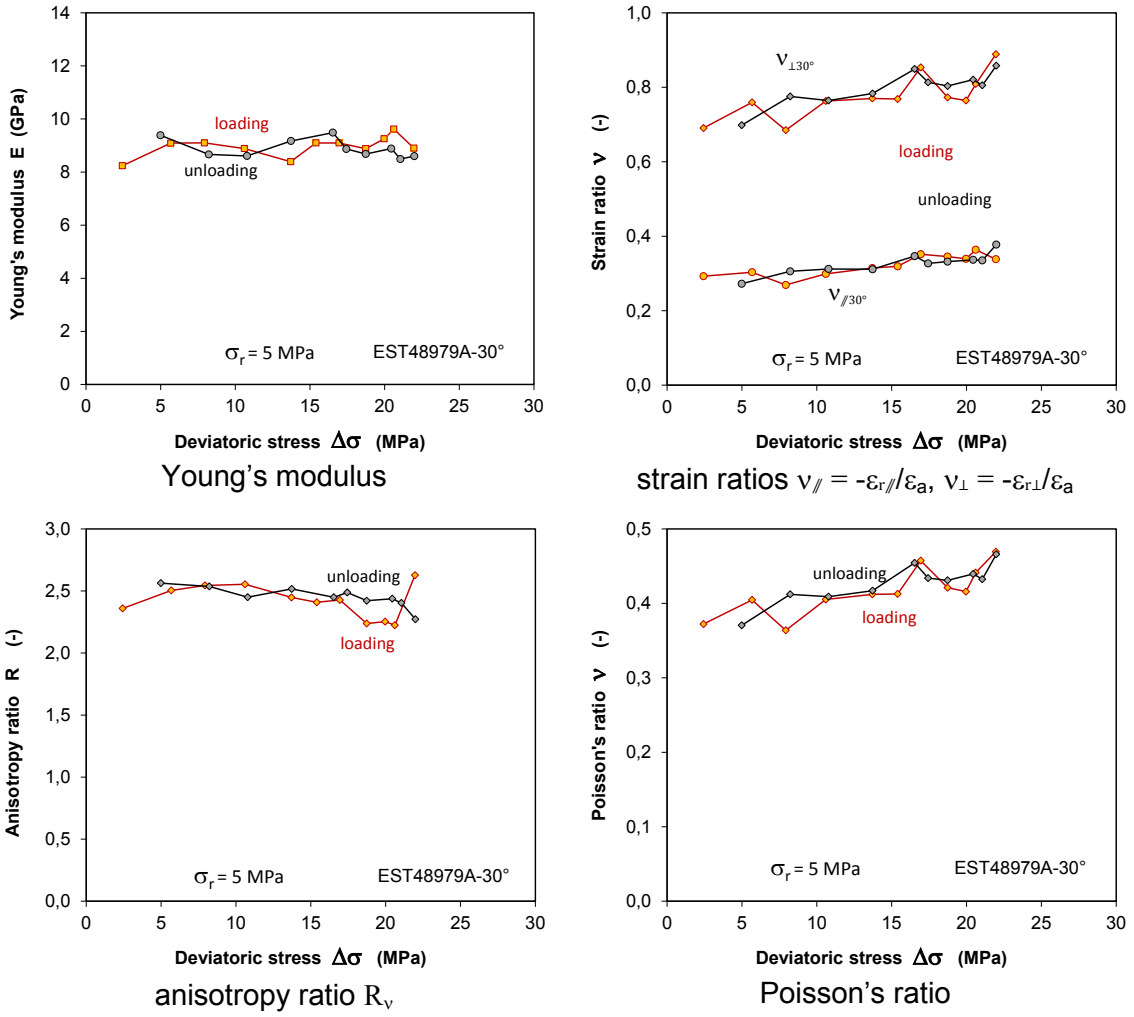 14
12
10
8
6
4
2
0
Young's modulus E (GPa)
loading
unloading
σr = 5 MPa
EST48979A-30°
0 5 10 15 20 25 30
Deviatoric stress Δσ (MPa)
Young's modulus
1,0
0,8
0,6
0,4
0,2
0,0
Strain ratio ν (-)
ν⊥30°
loading
unloading
ν∥30°
σr = 5 MPa
EST48979A-30°
0 5 10 15 20 25 30
Deviatoric stress Δσ (MPa)
strain ratios ν∥ = -εr∥/εa, ν⊥ = -εr⊥/εa
3,0
2,5
2,0
1,5
1,0
0,5
0,0
Anisotropy ratio R (-)
unloading
loading
σr = 5 MPa
EST48979A-30°
0 5 10 15 20 25 30
Deviatoric stress Δσ (MPa)
anisotropy ratio Rν
0,5
0,4
0,3
0,2
0,1
0,0
Poisson's ratio ν (-)
unloading
loading
σr = 5 MPa
EST48979A-30°
0 5 10 15 20 25 30
Deviatoric stress Δσ (MPa)
Poisson's ratio